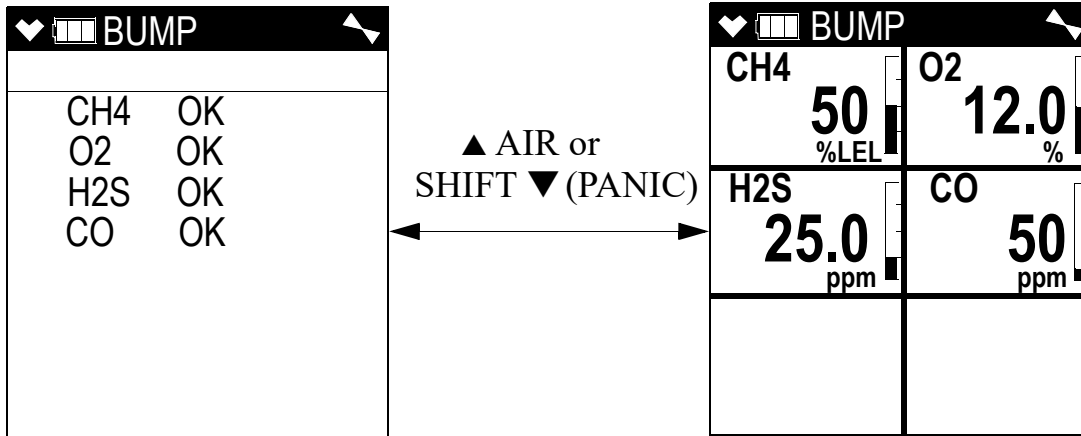 BUMP
CH4 OK
O2 OK
H2S OK
CO OK
▲ AIR or
SHIFT ▼ (PANIC)
BUMP
CH4
50
%LEL
O2
12.0
%
H2S
25.0
ppm
CO
50
ppm